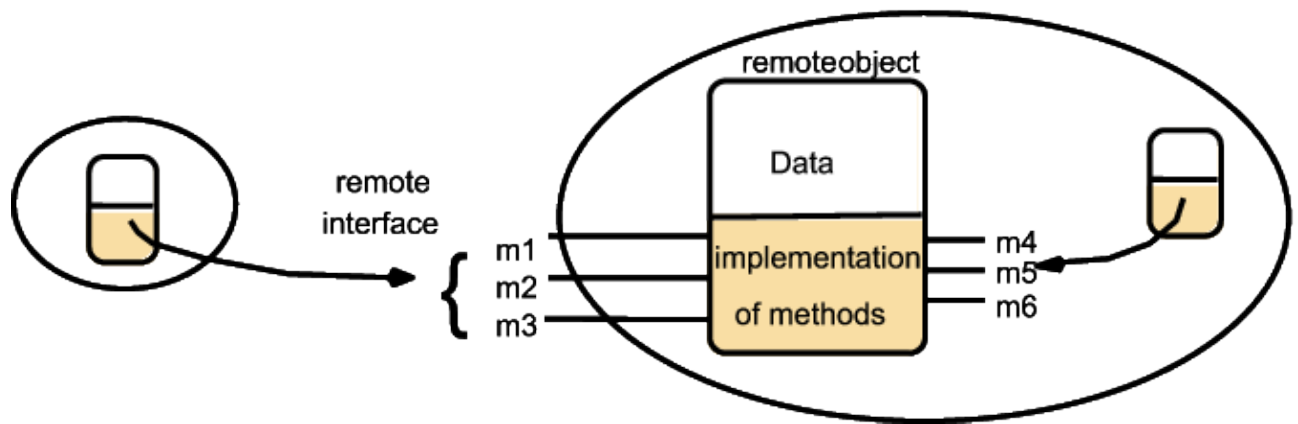 remoteobject
Data
remote
interface
{
m1
m2
m3
implementation
of methods
m4
m5
m6